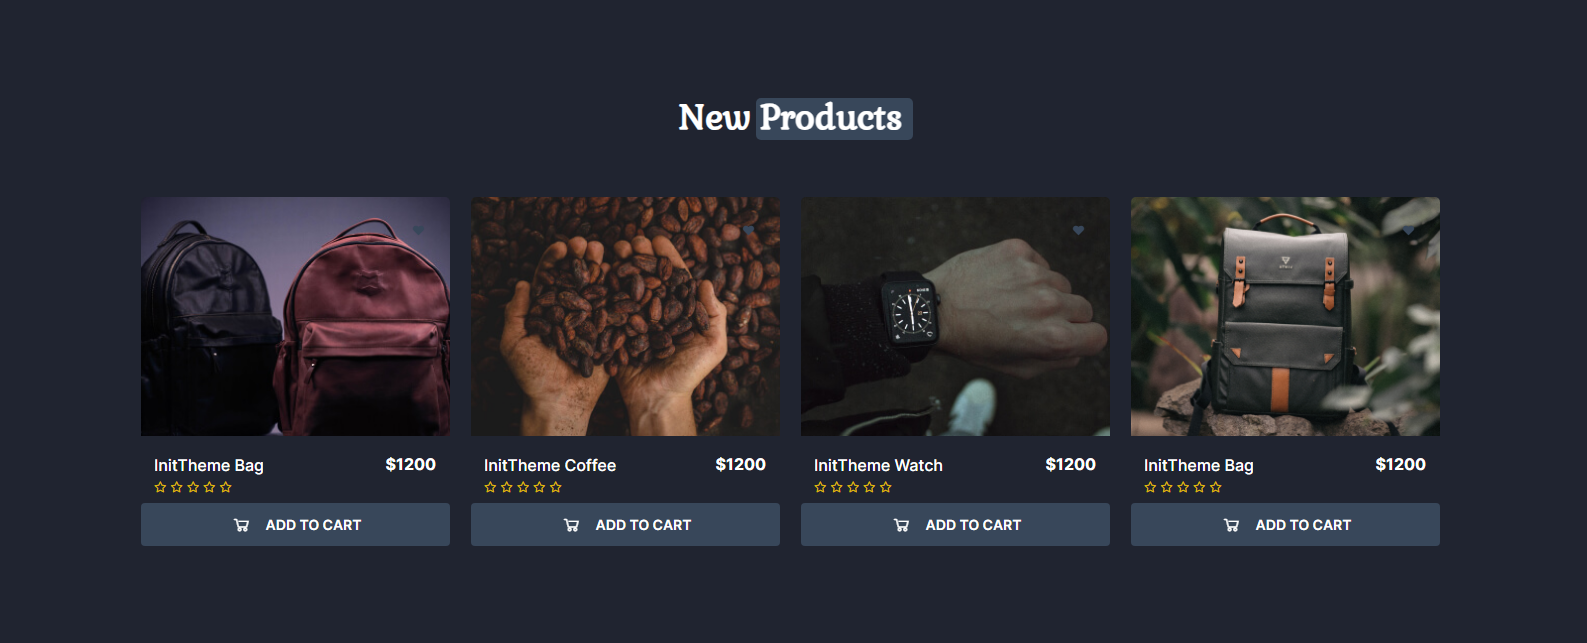 New Products
InitTheme Bag $1200
ADD TO CART
InitTheme Coffee $1200
ADD TO CART
InitTheme Watch $1200
ADD TO CART
InitTheme Bag $1200
ADD TO CART